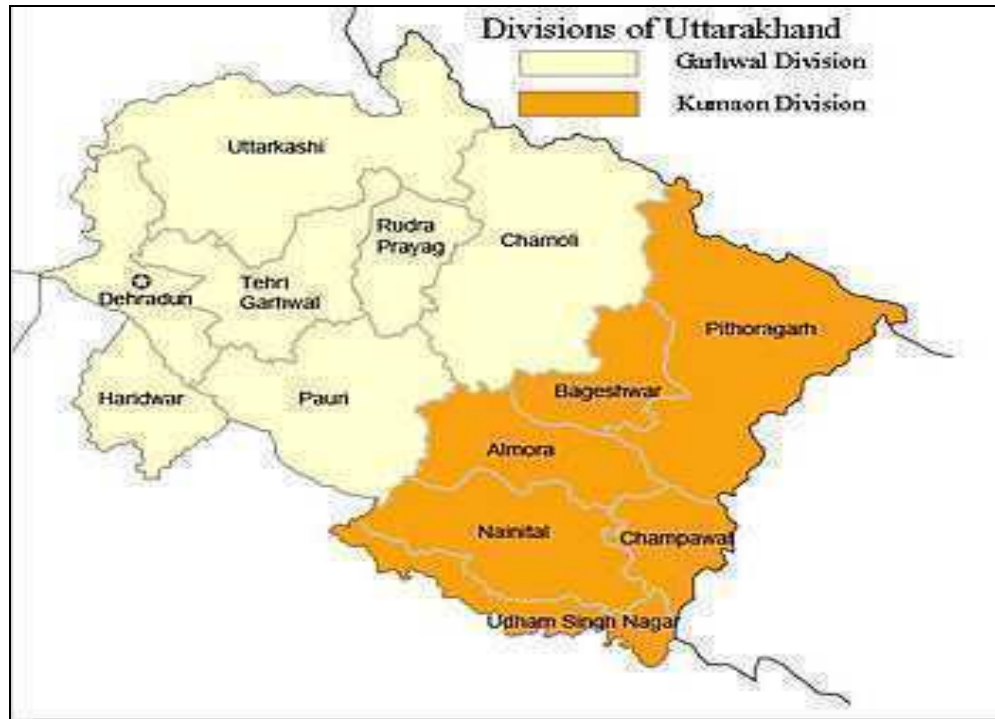 Divisions of Uttarakhand
Garhwal Division
Kumaon Division
Uttarkashi
Rudra
Prayag
Chamoli
Tehri
Garhwal
Dehradun
Pithoragarh
Haridwar
Pauri
Bageshwar
Almora
Nainital
Champawat
Udham Singh Nagar